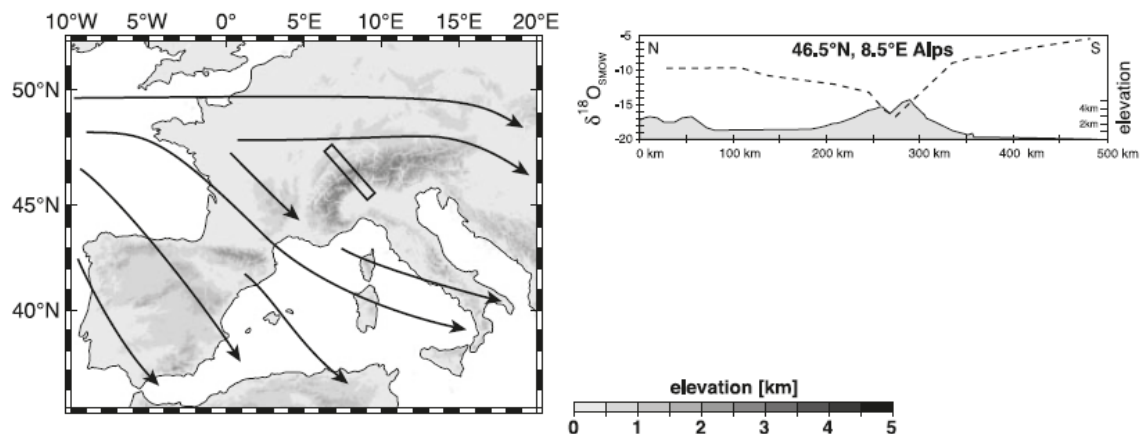 10°W 5°W 0° 5°E 10°E 15°E 20°E
50°N
45°N
40°N
-5
-10
-15
-20
δ18OSMOW
N
46.5°N, 8.5°E Alps
S
4km
2km
elevation
0 km 100 km 200 km 300 km 400 km 500 km
elevation [km]
0 1 2 3 4 5